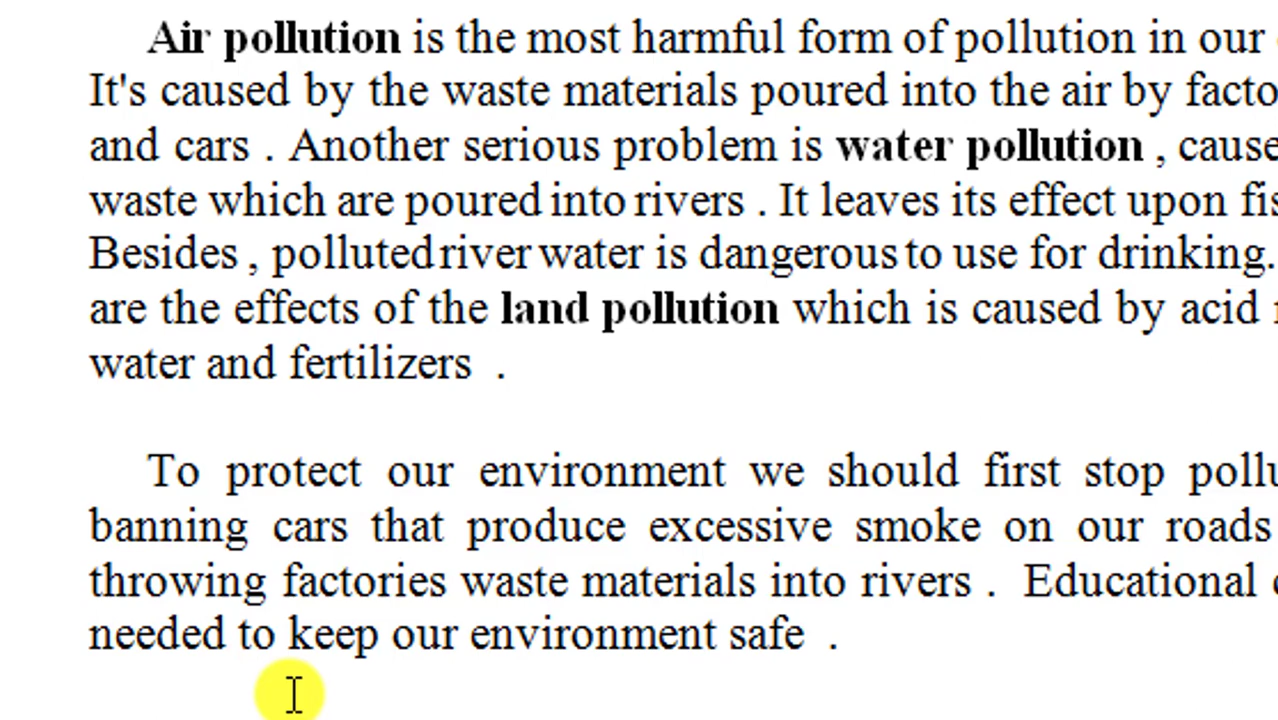 Air pollution is the most harmful form of pollution in our
It's caused by the waste materials poured into the air by
and cars . Another serious problem is water pollution ,
waste which are poured into rivers . It leaves its effect upon
Besides , polluted river water is dangerous to use for drinking.
are the effects of the land pollution which is caused by acid
water and fertilizers .
To protect our environment we should first stop
banning cars that produce excessive smoke on our roads
throwing factories waste materials into rivers . Educational
needed to keep our environment safe .